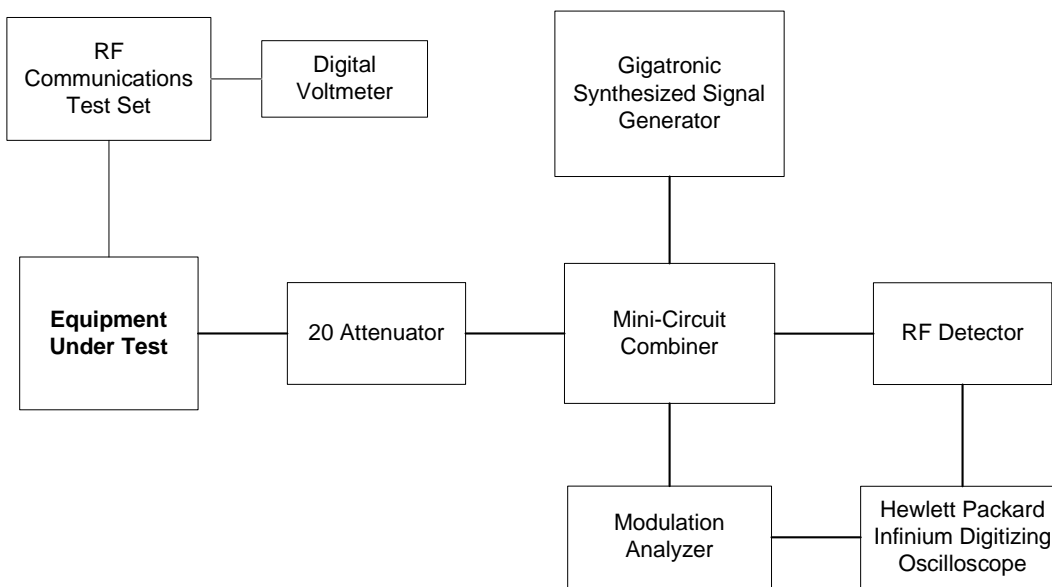 RF
Communications
Test Set
Digital
Voltmeter
Gigatronic
Synthesized Signal
Generator
Equipment
Under Test
20 Attenuator
Mini-Circuit
Combiner
RF Detector
Modulation
Analyzer
Hewlett Packard
Infinium Digitizing
Oscilloscope